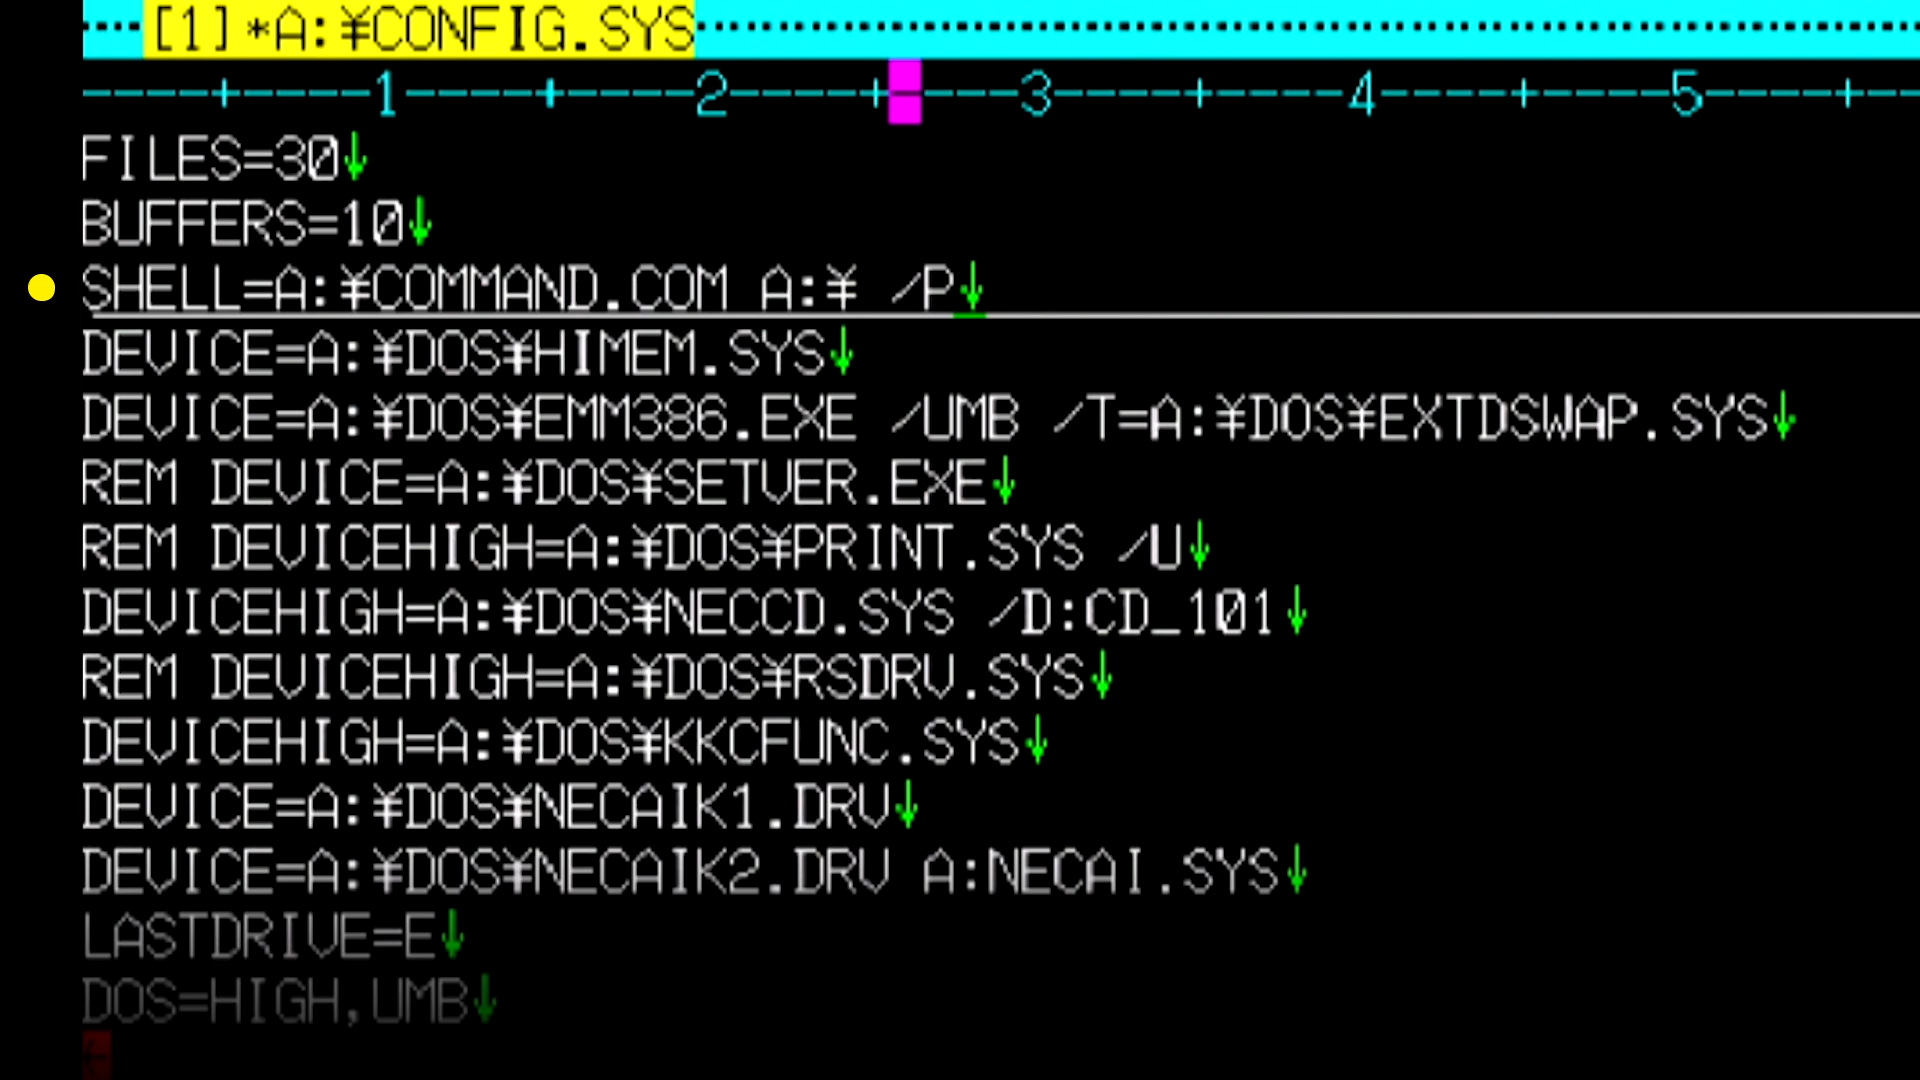 [1]*A:¥CONFIG.SYS
1 2 3 4 5
FILES=30↓
BUFFERS=10↓
SHELL=A:¥COMMAND.COM A:¥ /P↓
DEVICE=A:¥DOS¥HIMEM.SYS↓
DEVICE=A:¥DOS¥EMM386.EXE /UMB /T=A:¥DOS¥EXTDSWAP.SYS↓
REM DEVICE=A:¥DOS¥SETVER.EXE↓
REM DEVICEHIGH=A:¥DOS¥PRINT.SYS /U↓
DEVICEHIGH=A:¥DOS¥NECCD.SYS /D:CD_101↓
REM DEVICEHIGH=A:¥DOS¥RSDRV.SYS↓
DEVICEHIGH=A:¥DOS¥KKCFUNC.SYS↓
DEVICE=A:¥DOS¥NECAIK1.DRV↓
DEVICE=A:¥DOS¥NECAIK2.DRV A:NECAI.SYS↓
LASTDRIVE=E↓
DOS=HIGH,UMB↓
←